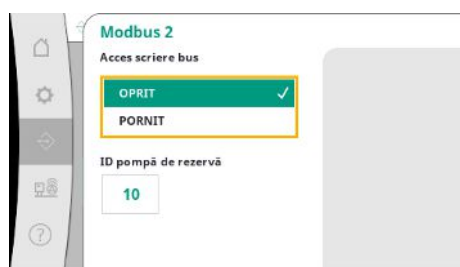 Modbus 2
Acces scriere bus
OPRIT
PORNIT
ID pompă de rezervă
10